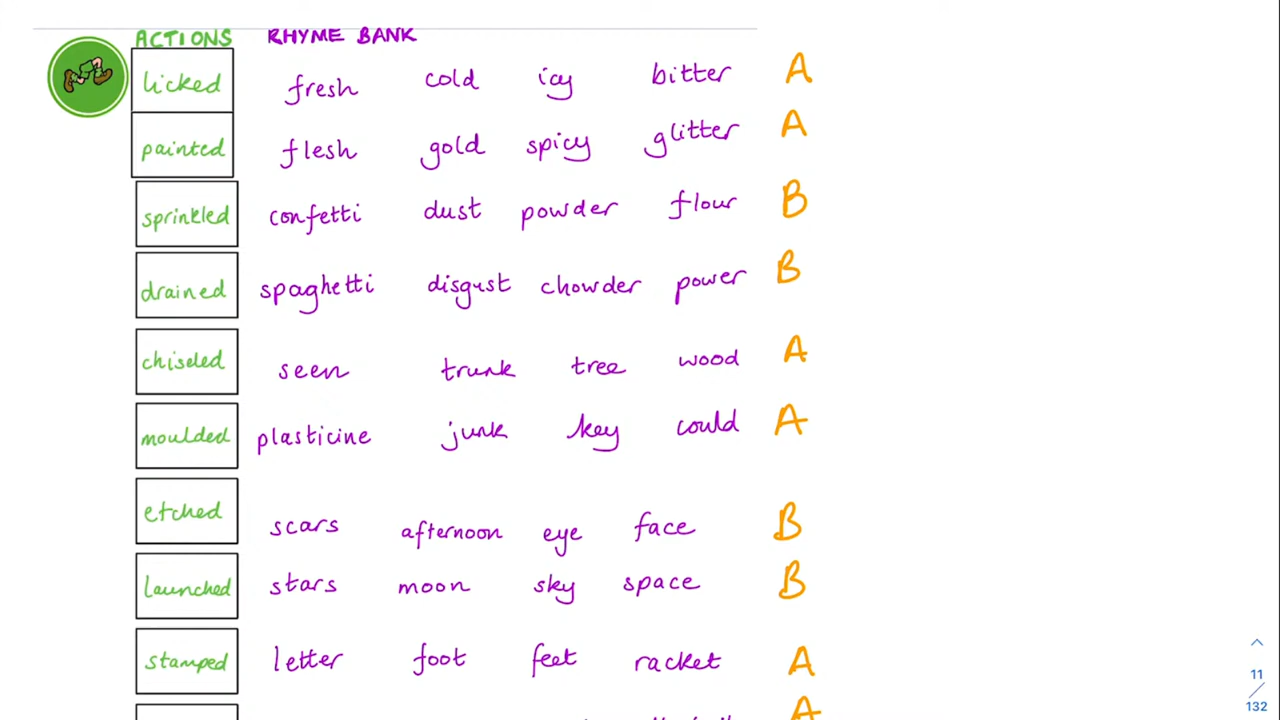 ACTIONS RHYME BANK
licked fresh cold icy bitter A
painted flesh gold spicy glitter A
sprinkled confetti dust powder flour B
drained spaghetti disgust chowder power B
chiseled seen trunk tree wood A
moulded plasticine junk key could A
etched scars afternoon eye face B
launched stars moon sky space B
stamped letter foot feet racket A
A
11
132